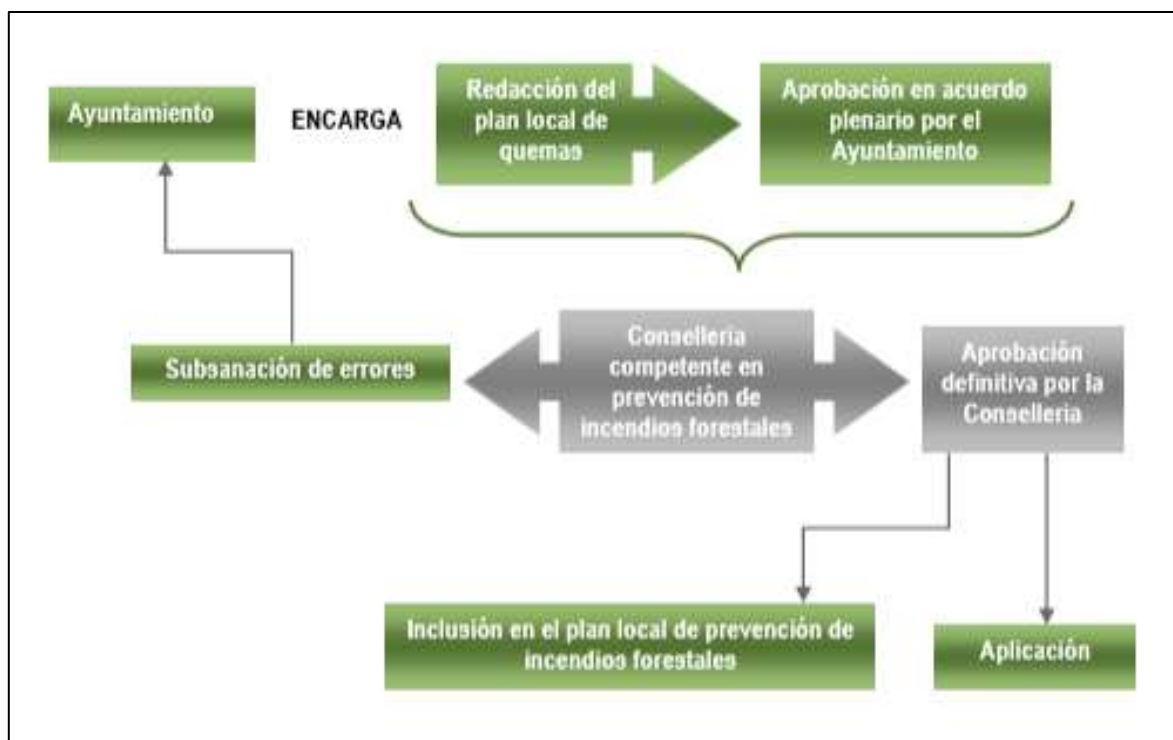 Ayuntamiento
ENCARGA
Redacción del
plan local de
quemas
Aprobación en acuerdo
plenario por el
Ayuntamiento
Subsanación de errores
Conselleria
competente en
prevención de
incendios forestales
Aprobación
definitiva por la
Conselleria
Inclusión en el plan local de prevención de
incendios forestales
Aplicación